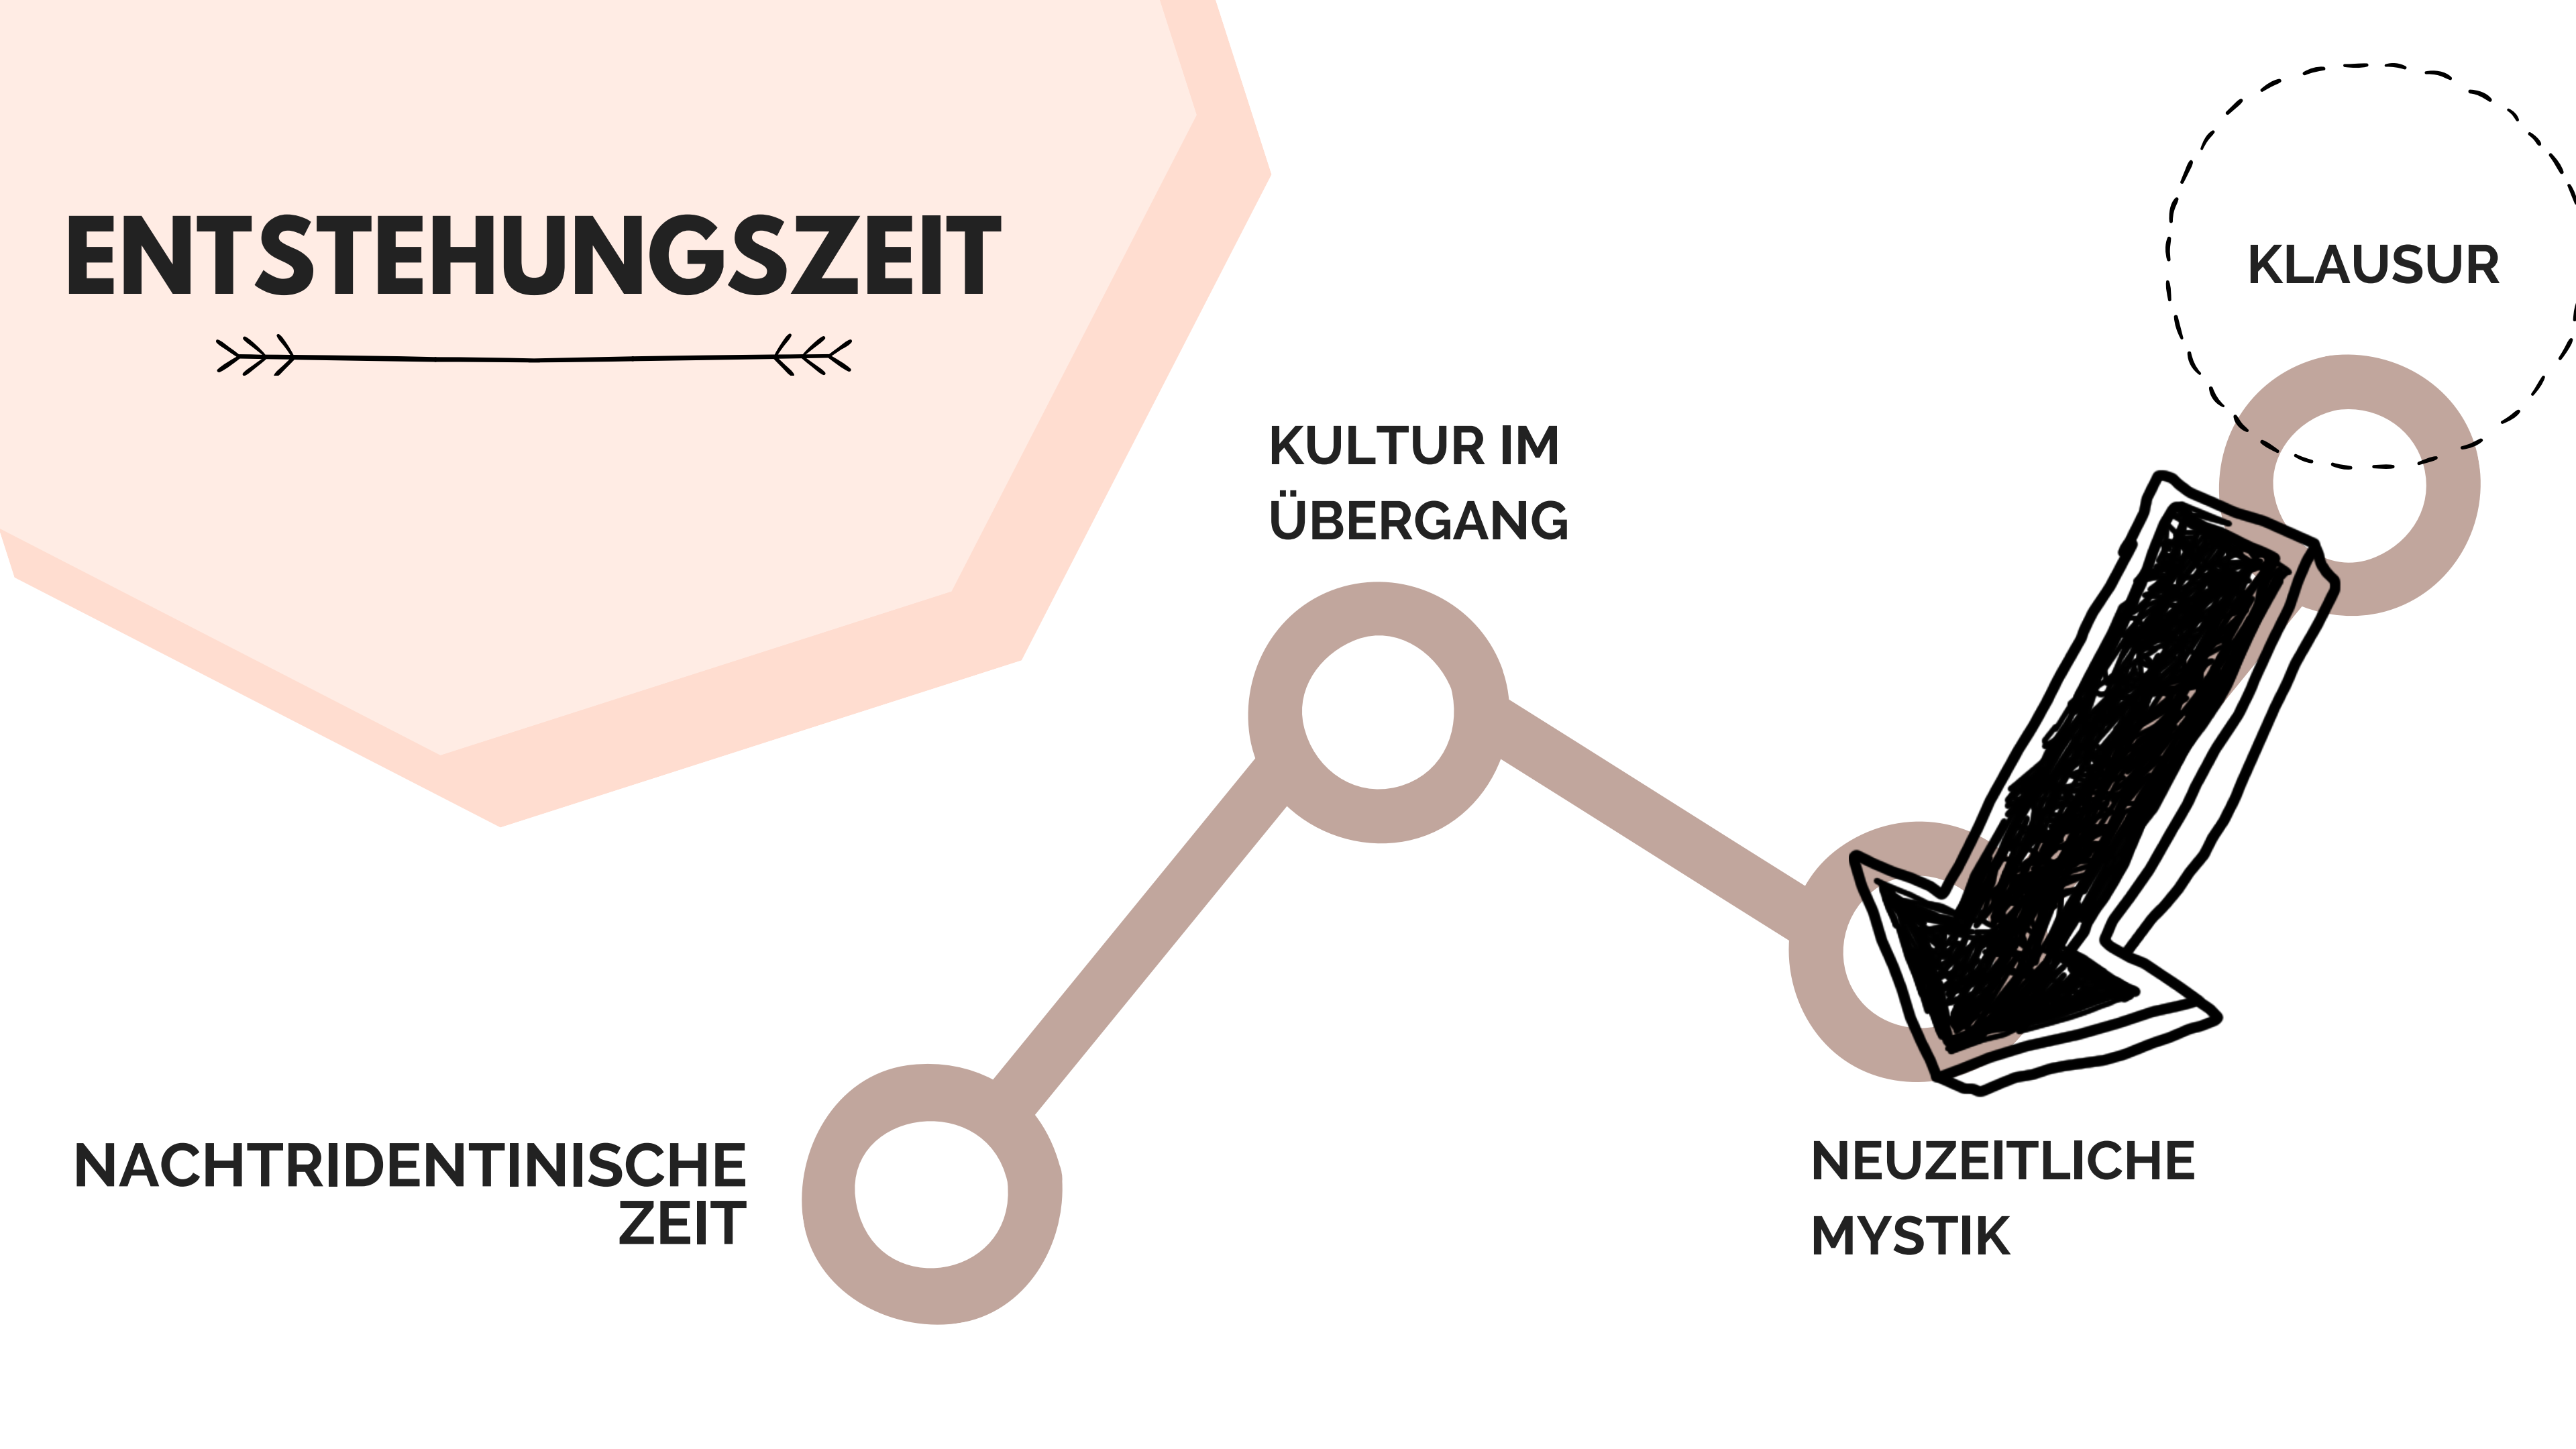 ENTSTEHUNGSZEIT
KLAUSUR
KULTUR IM
ÜBERGANG
NACHTRIDENTINISCHE
ZEIT
NEUZEITLICHE
MYSTIK